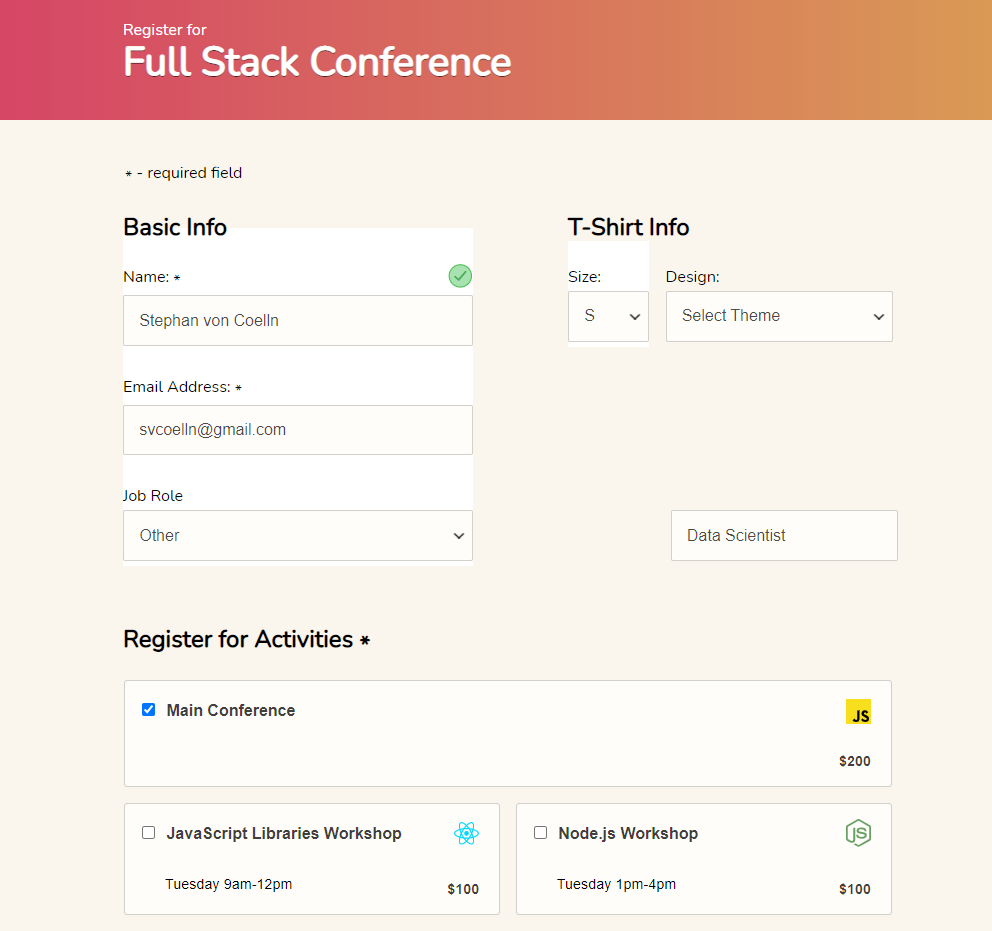 Register for
Full Stack Conference
* - required field
Basic Info
Name: *
Stephan von Coelln
Email Address: *
svcoelln@gmail.com
Job Role
Other
T-Shirt Info
Size:
S
Design:
Select Theme
Data Scientist
Register for Activities *
Main Conference
JS
$200
JavaScript Libraries Workshop
Tuesday 9am-12pm
$100
Node.js Workshop
JS
Tuesday 1pm-4pm
$100